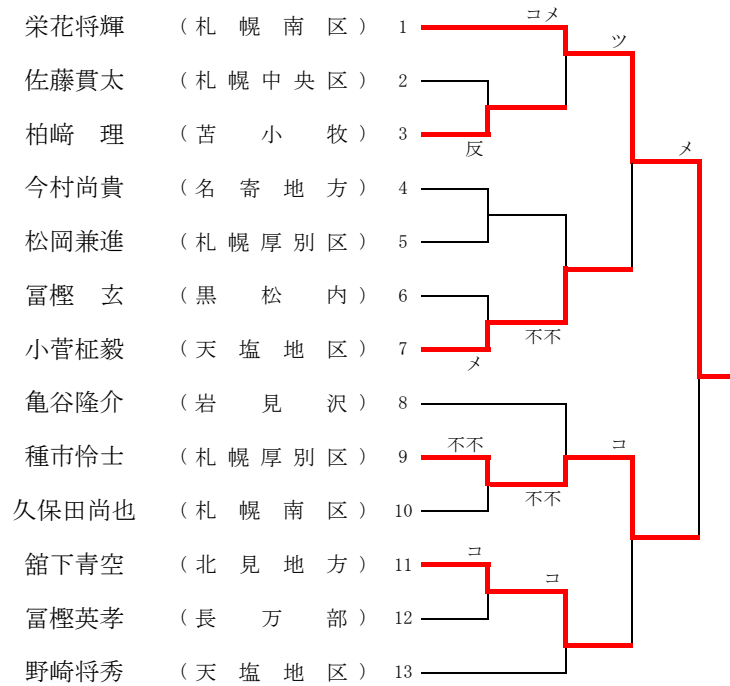 コメ
栄花将輝 (札幌南区) 1
ツ
佐藤貫太 (札幌中央区) 2
柏﨑 理 (苫小牧) 3
反
メ
今村尚貴 (名寄地方) 4
松岡兼進 (札幌厚別区) 5
冨樫 玄 (黒松内) 6
不不
小菅柾毅 (天塩地区) 7
メ
亀谷隆介 (岩見沢) 8
不不
コ
種市怜士 (札幌厚別区) 9
不不
久保田尚也 (札幌南区) 10
コ
舘下青空 (北見地方) 11
コ
冨樫英孝 (長万部) 12
野崎将秀 (天塩地区) 13